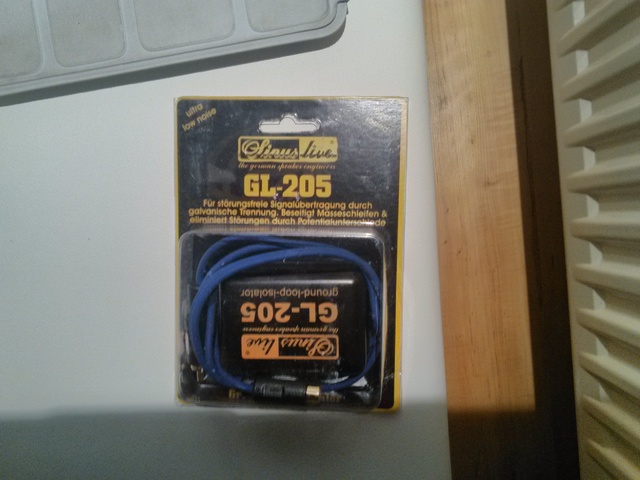 ultra
low noise
Sinus live
the german speaker engineers
GL-205
Für störungsfreie Signalübertragung durch
galvanische Trennung. Beseitigt Masseschleifen &
eliminiert Störungen durch Potentialunterschiede
Sinus live
the german speaker engineers
GL-205
ground-loop-isolator